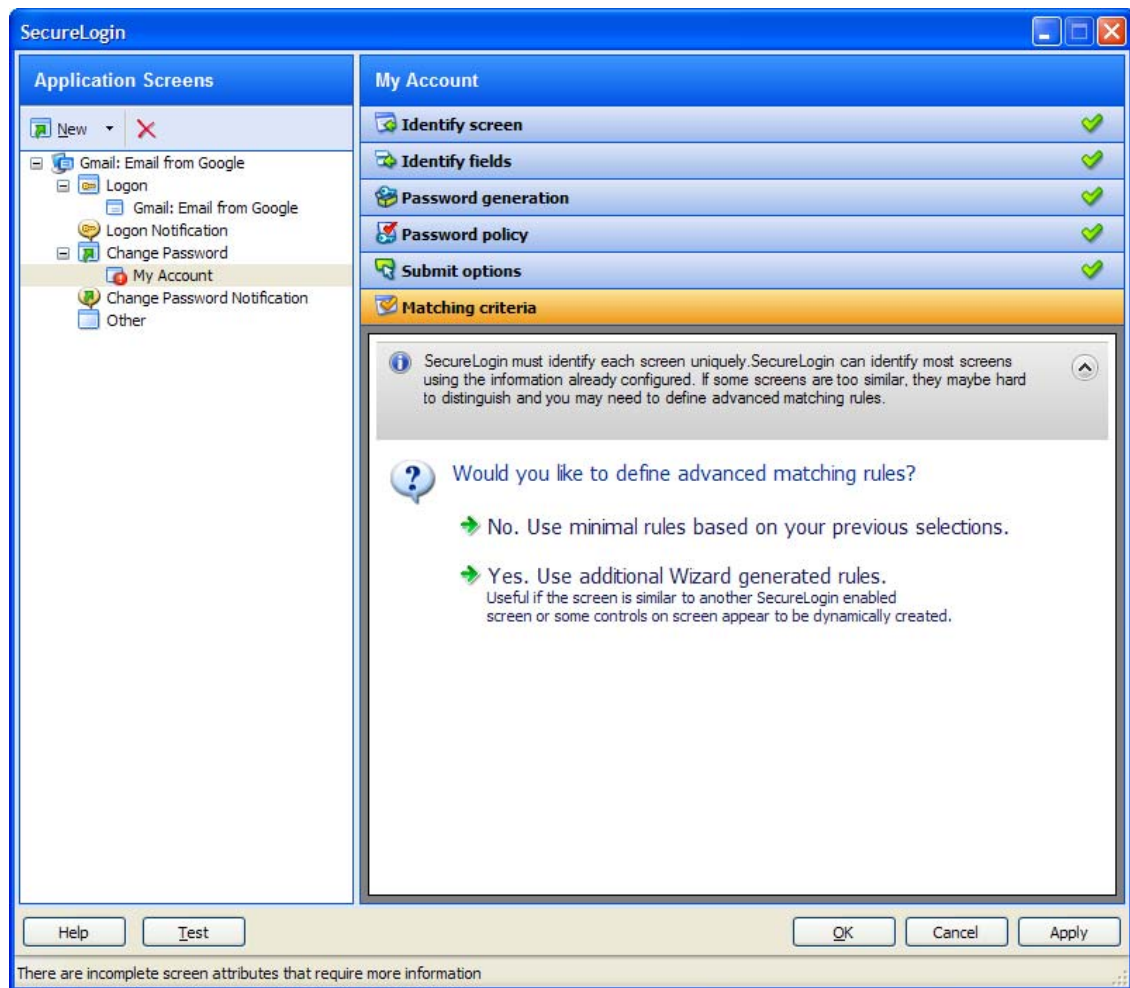 SecureLogin
Application Screens
New
Gmail: Email from Google
Logon
Gmail: Email from Google
Logon Notification
Change Password
My Account
Change Password Notification
Other
My Account
Identify screen
Identify fields
Password generation
Password policy
Submit options
Matching criteria
SecureLogin must identify each screen uniquely.SecureLogin can identify most screens
using the information already configured. If some screens are too similar, they maybe hard
to distinguish and you may need to define advanced matching rules.
Would you like to define advanced matching rules?
No. Use minimal rules based on your previous selections.
Yes. Use additional Wizard generated rules.
Useful if the screen is similar to another SecureLogin enabled
screen or some controls on screen appear to be dynamically created.
Help Test OK Cancel Apply
There are incomplete screen attributes that require more information